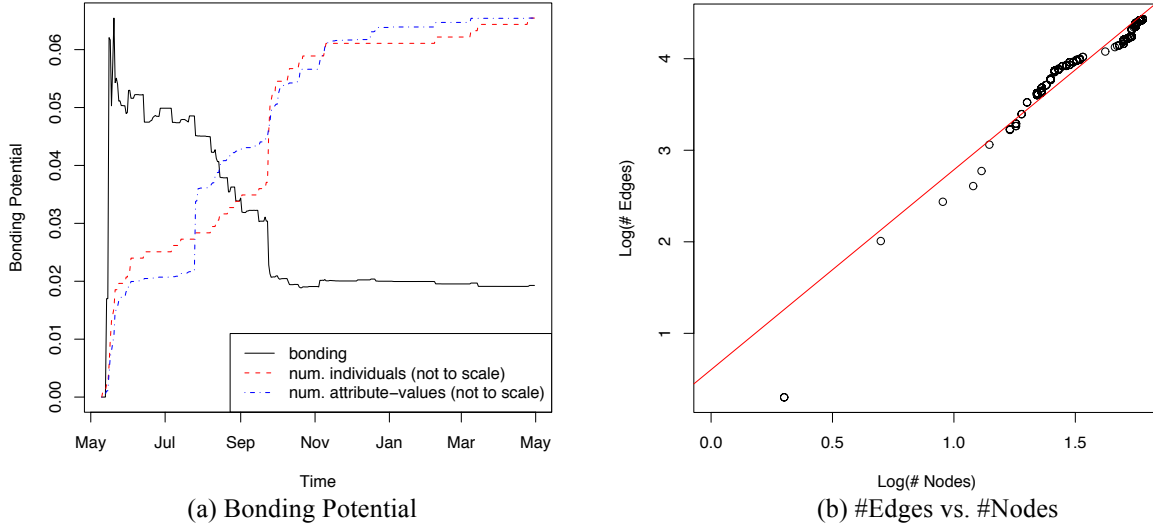 Bonding Potential
0.06
0.05
0.04
0.03
0.02
0.01
0.00
bonding
num. individuals (not to scale)
num. attribute−values (not to scale)
May Jul Sep Nov Jan Mar May
Time
(a) Bonding Potential
Log(# Edges)
4
3
2
1
0.0 0.5 1.0 1.5
Log(# Nodes)
(b) #Edges vs. #Nodes